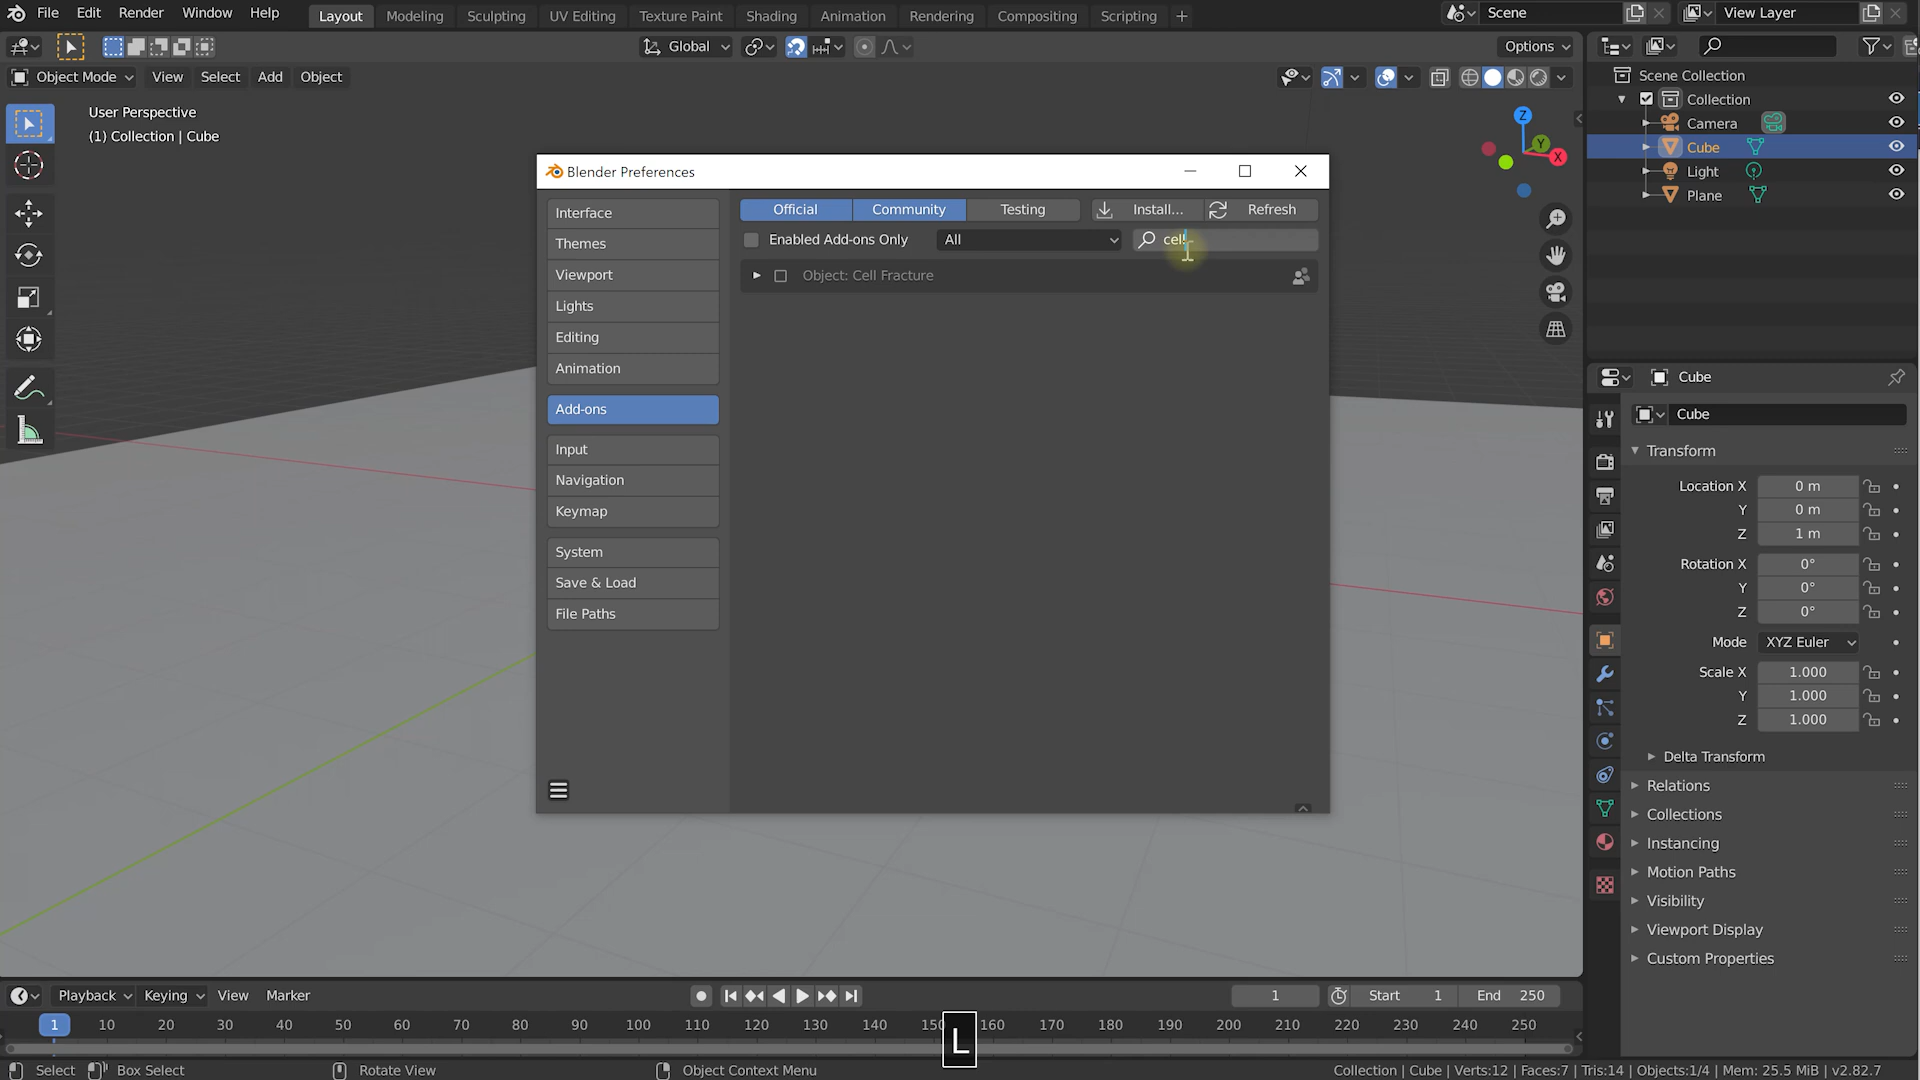 File Edit Render Window Help Layout Modeling Sculpting UV Editing Texture Paint Shading Animation Rendering Compositing Scripting + Scene View Layer
Global Options
Object Mode View Select Add Object
User Perspective
(1) Collection | Cube
Z
Y
X
Scene Collection
Collection
Camera
Cube
Light
Plane
Blender Preferences
Interface
Themes
Viewport
Lights
Editing
Animation
Add-ons
Input
Navigation
Keymap
System
Save & Load
File Paths
Official Community Testing Install... Refresh
Enabled Add-ons Only All cell
Object: Cell Fracture
Cube
Cube
Transform
Location X 0 m
Y 0 m
Z 1 m
Rotation X 0°
Y 0°
Z 0°
Mode XYZ Euler
Scale X 1.000
Y 1.000
Z 1.000
Delta Transform
Relations
Collections
Instancing
Motion Paths
Visibility
Viewport Display
Custom Properties
Playback Keying View Marker 1 Start 1 End 250
1 10 20 30 40 50 60 70 80 90 100 110 120 130 140 150 160 170 180 190 200 210 220 230 240 250
L
Select Box Select Rotate View Object Context Menu Collection | Cube | Verts:12 | Faces:7 | Tris:14 | Objects:1/4 | Mem: 25.5 MiB | v2.82.7